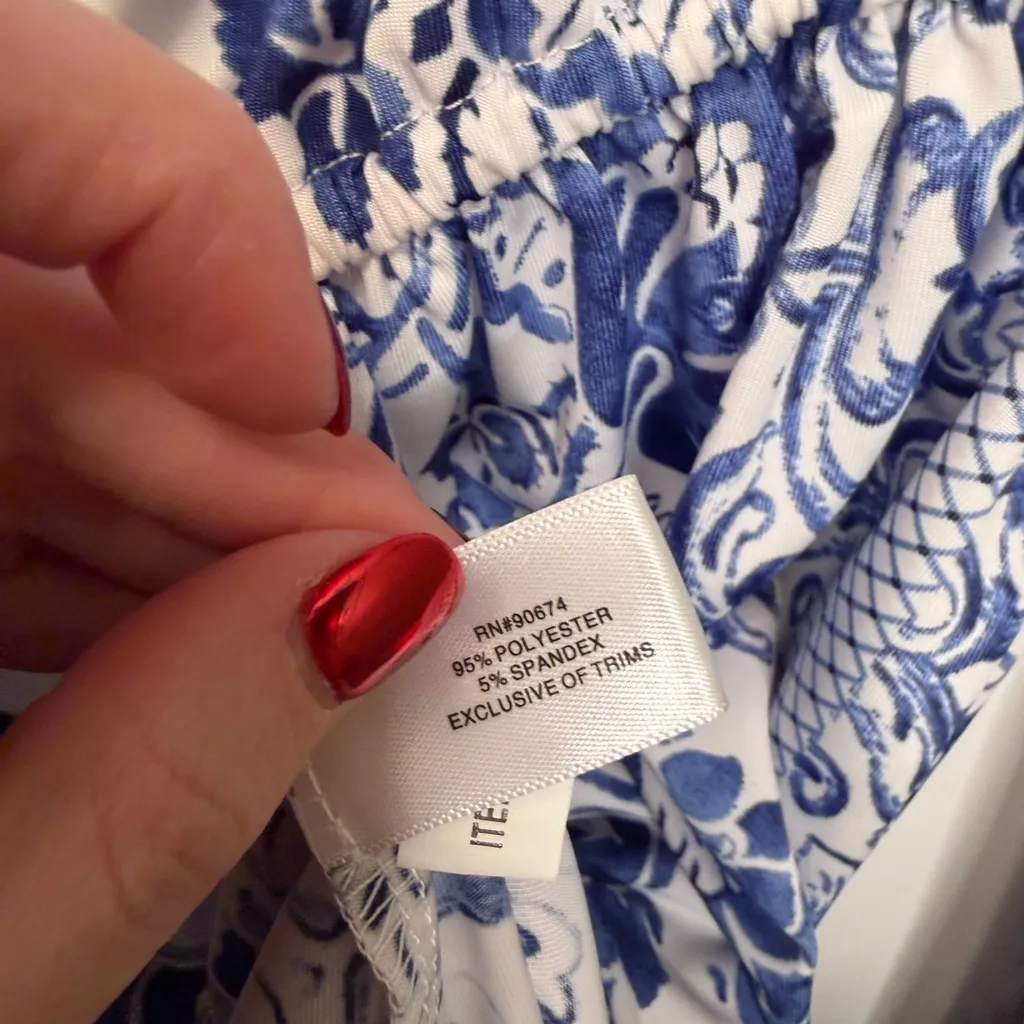 RN#90674
95% POLYESTER
5% SPANDEX
EXCLUSIVE OF TRIMS